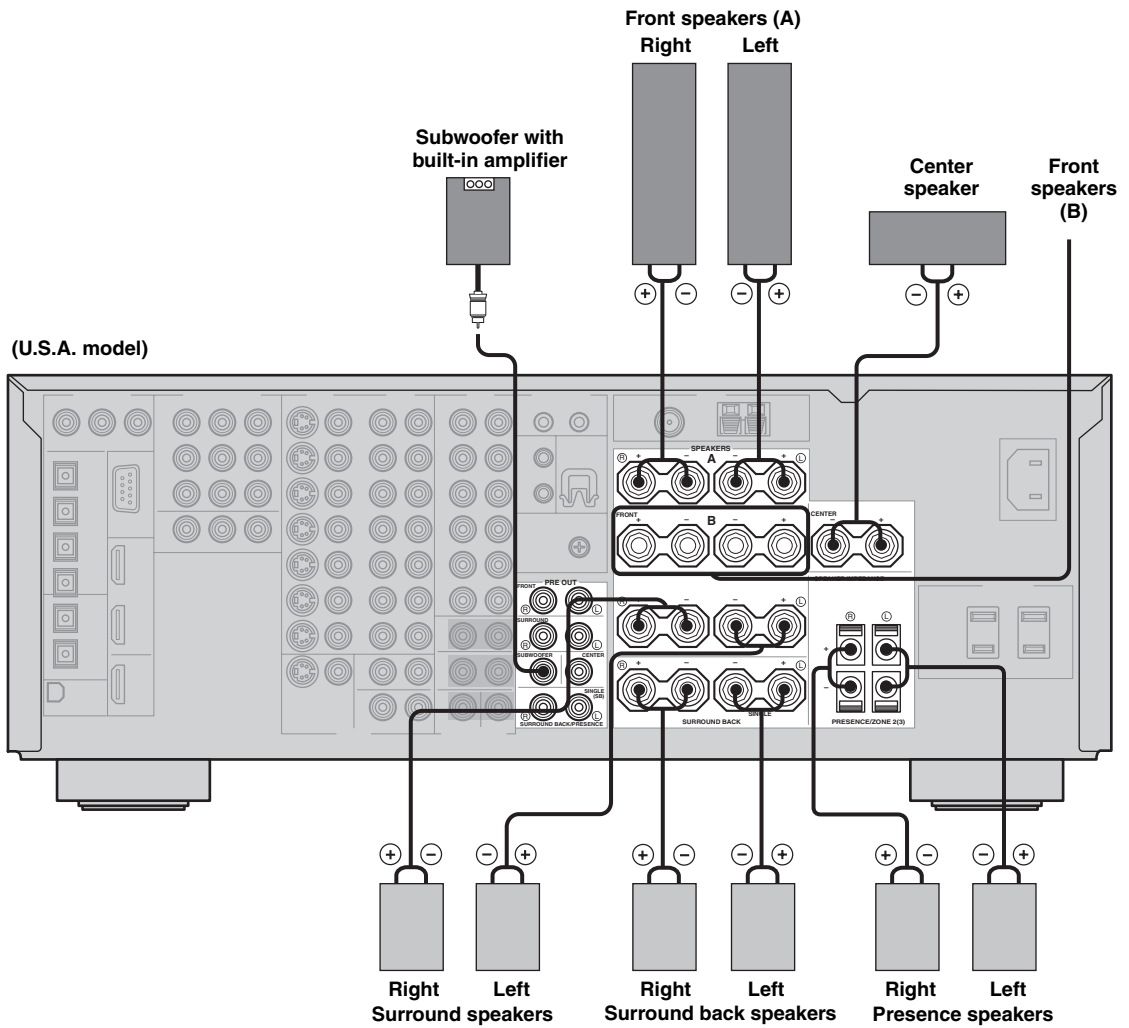 Front speakers (A)
Right Left
Subwoofer with
built-in amplifier
Center
speaker
Front
speakers
(B)
+ - - +
- +
(U.S.A. model)
SPEAKERS
R + - A - + L
FRONT
+ - B - +
CENTER
- +
PRE OUT
FRONT
R L
SURROUND
R L
SUBWOOFER CENTER
SINGLE
(SB)
R L
SURROUND BACK/PRESENCE
R + - - + L
R + - - + L
SURROUND BACK
R L
+
-
PRESENCE/ZONE 2(3)
+ - - + + - - + + - - +
Right Left Right Left Right Left
Surround speakers Surround back speakers Presence speakers